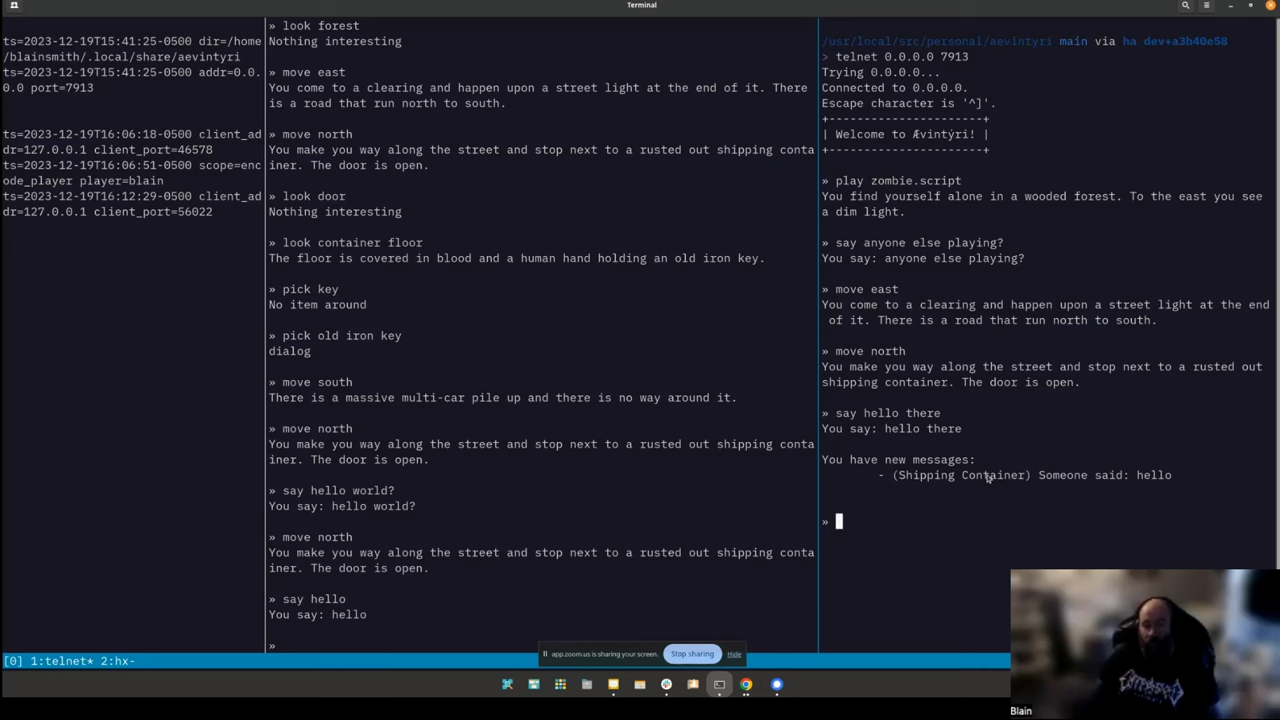 Terminal
ts=2023-12-19T15:41:25-0500 dir=/home
/blainsmith/.local/share/aevintyri
ts=2023-12-19T15:41:25-0500 addr=0.0.
0.0 port=7913
ts=2023-12-19T16:06:18-0500 client_ad
dr=127.0.0.1 client_port=46578
ts=2023-12-19T16:06:51-0500 scope=enc
ode_player player=blain
ts=2023-12-19T16:12:29-0500 client_ad
dr=127.0.0.1 client_port=56022
» look forest
Nothing interesting
» move east
You come to a clearing and happen upon a street light at the end of it. There
is a road that run north to south.
» move north
You make you way along the street and stop next to a rusted out shipping conta
iner. The door is open.
» look door
Nothing interesting
» look container floor
The floor is covered in blood and a human hand holding an old iron key.
» pick key
No item around
» pick old iron key
dialog
» move south
There is a massive multi-car pile up and there is no way around it.
» move north
You make you way along the street and stop next to a rusted out shipping conta
iner. The door is open.
» say hello world?
You say: hello world?
» move north
You make you way along the street and stop next to a rusted out shipping conta
iner. The door is open.
» say hello
You say: hello
»
/usr/local/src/personal/aevintyri main via ha dev+a3b40e58
> telnet 0.0.0.0 7913
Trying 0.0.0.0...
Connected to 0.0.0.0.
Escape character is '^]'.
+---------------------+
| Welcome to Ævintýri! |
+---------------------+
» play zombie.script
You find yourself alone in a wooded forest. To the east you see
a dim light.
» say anyone else playing?
You say: anyone else playing?
» move east
You come to a clearing and happen upon a street light at the end
of it. There is a road that run north to south.
» move north
You make you way along the street and stop next to a rusted out
shipping container. The door is open.
» say hello there
You say: hello there
You have new messages:
- (Shipping Container) Someone said: hello
»
[0] 1:telnet* 2:hx-
app.zoom.us is sharing your screen.
Stop sharing
Hide
Blain